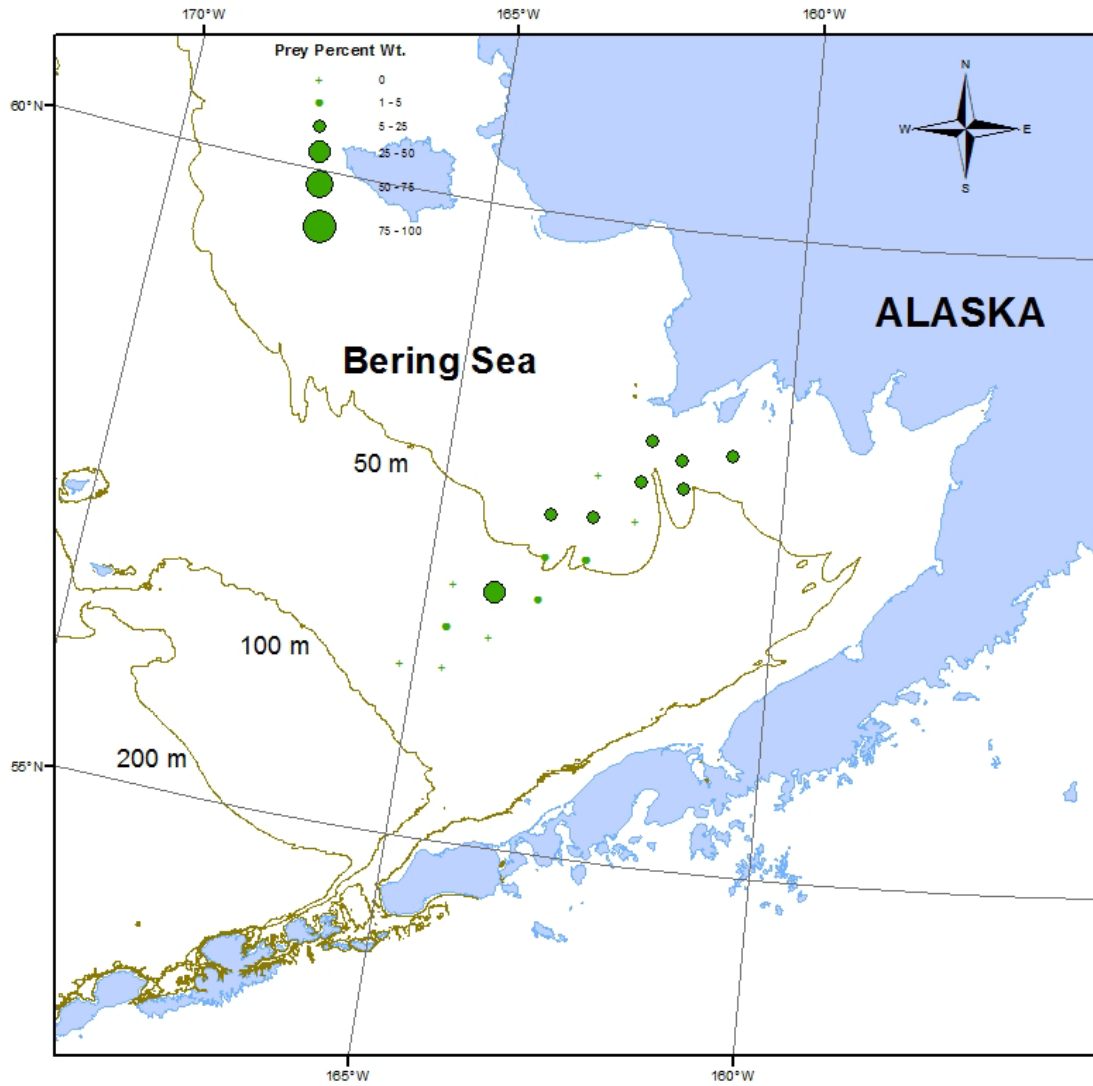 170°W
165°W
160°W
Prey Percent Wt.
0
1 - 5
5 - 25
25 - 50
50 - 75
75 - 100
N
W
E
S
60°N
ALASKA
Bering Sea
50 m
100 m
200 m
55°N
165°W
160°W